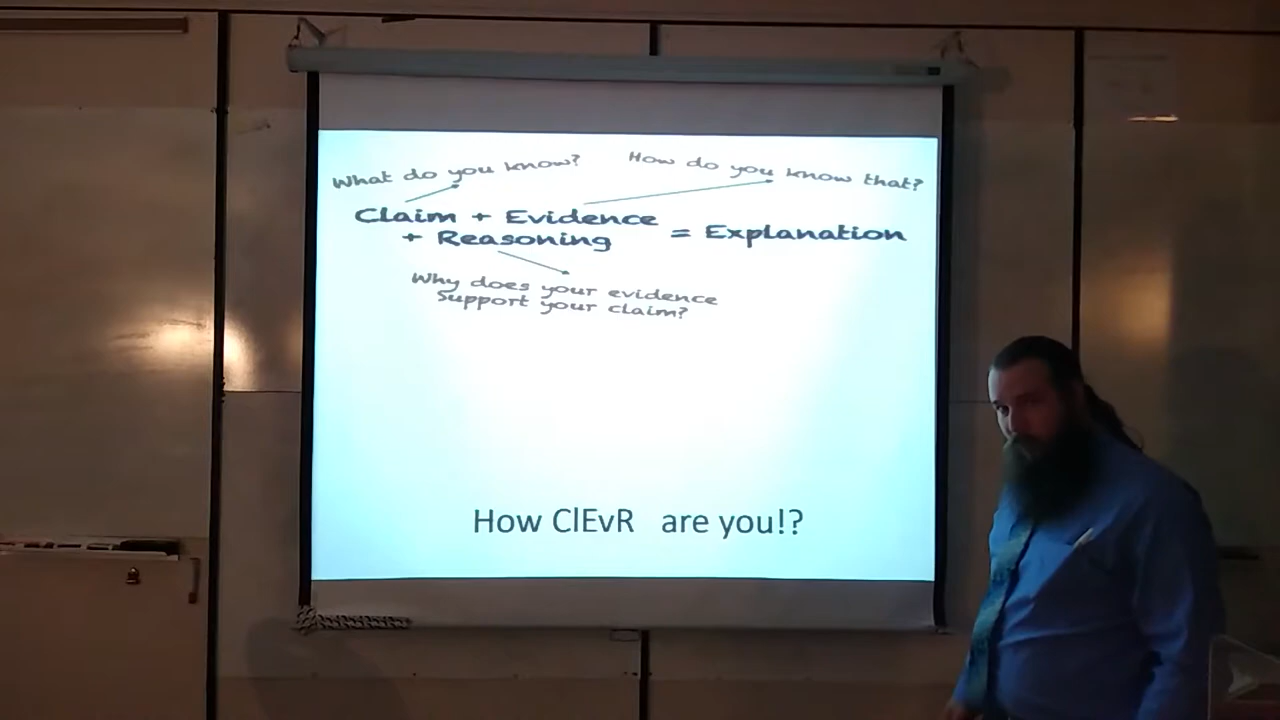 What do you know? How do you know that?
Claim + Evidence
+ Reasoning = Explanation
Why does your evidence
Support your claim?
How ClEvR are you!?